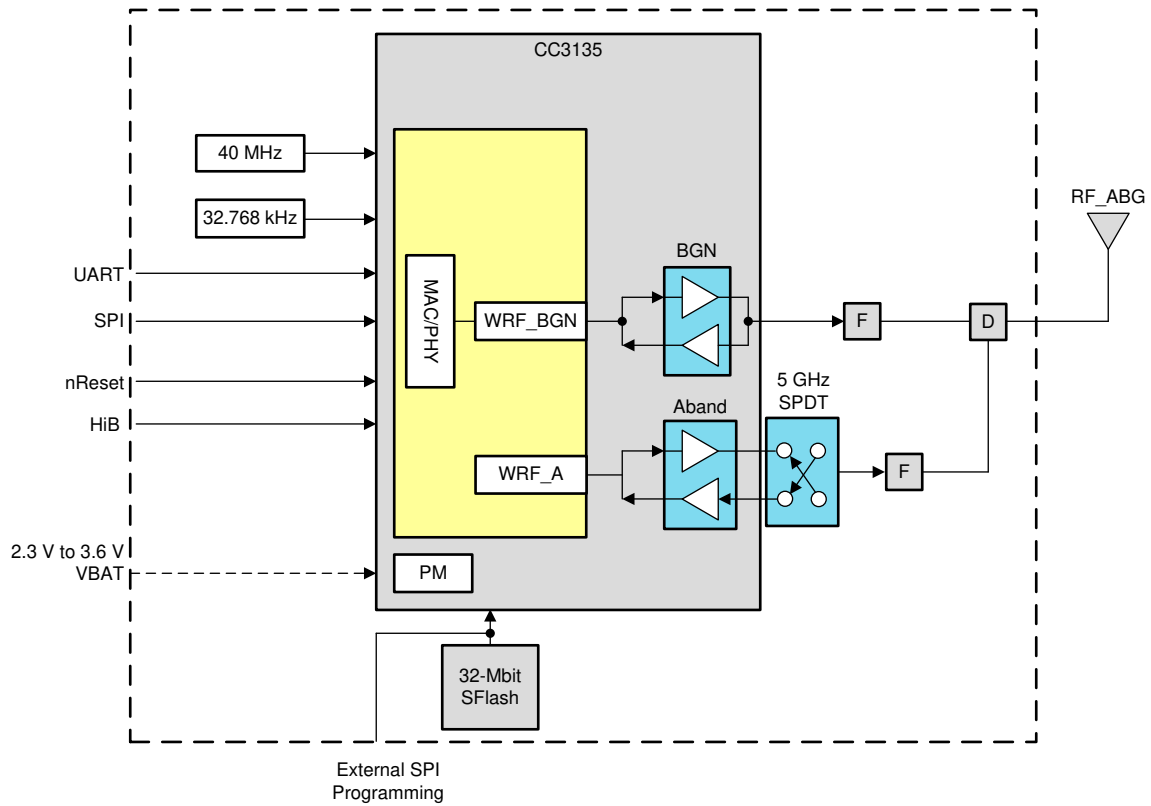 CC3135
40 MHz
32.768 kHz
UART
SPI
nReset
HiB
MAC/PHY
WRF_BGN
WRF_A
BGN
Aband
5 GHz
SPDT
F
D
F
RF_ABG
2.3 V to 3.6 V
VBAT
PM
32-Mbit
SFlash
External SPI
Programming